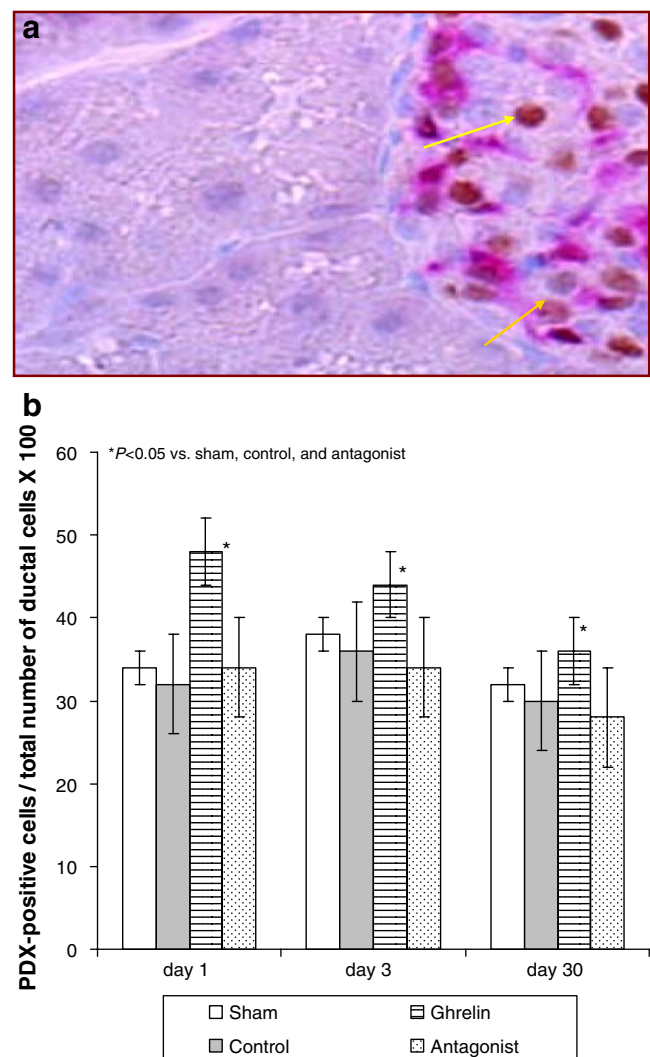 a
b
*P<0.05 vs. sham, control, and antagonist
PDX-positive cells / total number of ductal cells X 100
60
50
40
30
20
10
0
*
*
*
day 1
day 3
day 30
Sham
Ghrelin
Control
Antagonist